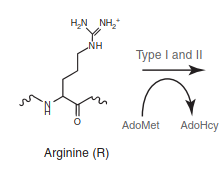 H₂N NH₂⁺
NH
Type I and II
N
H
O
AdoMet AdoHcy
Arginine (R)